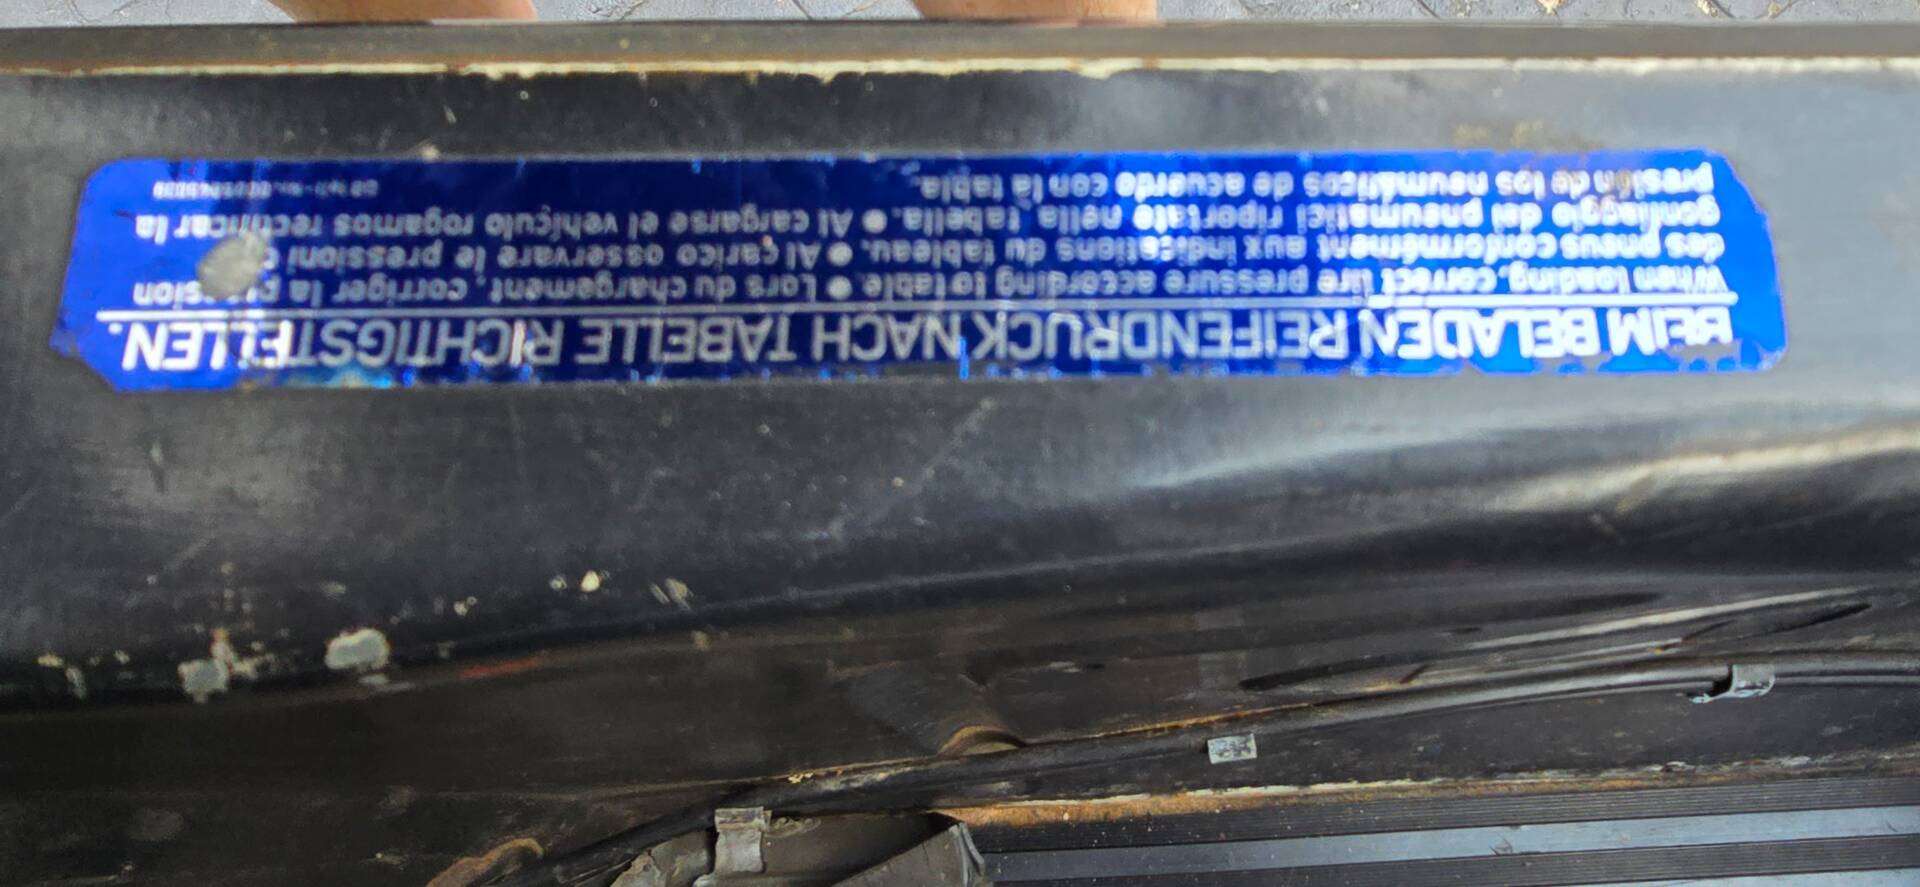 BEIM BELADEN REIFENDRUCK NACH TABELLE RICHTIGSTELLEN.
When loading, correct tire pressure according to table. ● Lors du chargement, corriger la pression
des pneus conformément aux indications du tableau. ● Al carico osservare le pressioni
gonfiaggio dei pneumatici riportate nella tabella. ● Al cargarse el vehículo rogamos rectificar la
presión de los neumáticos de acuerdo con la tabla.